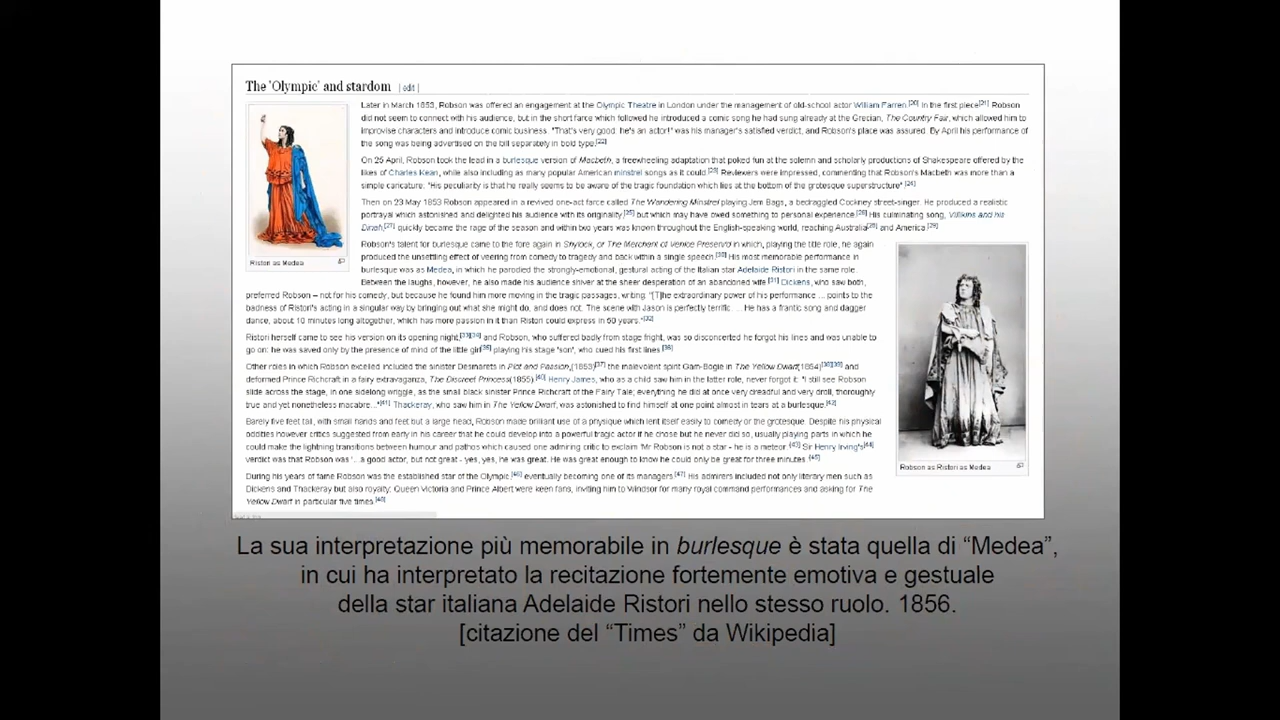 The 'Olympic' and stardom [ edit ]
Later in March 1853, Robson was offered an engagement at the Olympic Theatre in London under the management of old-school actor William Farren.[20] In the first piece[21] Robson
did not seem to connect with his audience, but in the short farce which followed he introduced a comic song he had sung already at the Grecian, The Country Fair, which allowed him to
improvise characters and introduce comic business. "That's very good: he's an actor!" was his manager's satisfied verdict, and Robson's place was assured. By April his performance of
the song was being advertised on the bill separately in bold type.[22]
On 25 April, Robson took the lead in a burlesque version of Macbeth, a freewheeling adaptation that poked fun at the solemn and scholarly productions of Shakespeare offered by the
likes of Charles Kean, while also including as many popular American minstrel songs as it could.[23] Reviewers were impressed, commenting that Robson's Macbeth was more than a
simple caricature: "His peculiarity is that he really seems to be aware of the tragic foundation which lies at the bottom of the grotesque superstructure" [24]
Then on 23 May 1853 Robson appeared in a revived one-act farce called The Wandering Minstrel playing Jem Bags, a bedraggled Cockney street-singer. He produced a realistic
portrayal which astonished and delighted his audience with its originality[25] but which may have owed something to personal experience.[26] His culminating song, Villikins and his
Dinah,[27] quickly became the rage of the season and within two years was known throughout the English-speaking world, reaching Australia[28] and America.[29]
Robson's talent for burlesque came to the fore again in Shylock, or The Merchant of Venice Preserv'd in which, playing the title role, he again
produced the unsettling effect of veering from comedy to tragedy and back within a single speech.[30] His most memorable performance in
burlesque was as Medea, in which he parodied the strongly-emotional, gestural acting of the Italian star Adelaide Ristori in the same role.
Between the laughs, however, he also made his audience shiver at the sheer desperation of an abandoned wife.[31] Dickens, who saw both,
preferred Robson – not for his comedy, but because he found him more moving in the tragic passages, writing: "[T]he extraordinary power of his performance ... points to the
badness of Ristori's acting in a singular way by bringing out what she might do, and does not. The scene with Jason is perfectly terrific. ... He has a frantic song and dagger
dance, about 10 minutes long altogether, which has more passion in it than Ristori could express in 50 years."[32]
Ristori herself came to see his version on its opening night,[33][34] and Robson, who suffered badly from stage fright, was so disconcerted he forgot his lines and was unable to
go on: he was saved only by the presence of mind of the little girl[35] playing his stage "son", who cued his first lines.[36]
Other roles in which Robson excelled included the sinister Desmarets in Plot and Passion,(1853)[37] the malevolent spirit Gam-Bogie in The Yellow Dwarf(1854)[38][39] and
deformed Prince Richcraft in a fairy extravaganza, The Discreet Princess(1855).[40] Henry James, who as a child saw him in the latter role, never forgot it: "I still see Robson
slide across the stage, in one sidelong wriggle, as the small black sinister Prince Richcraft of the Fairy Tale; everything he did at once very dreadful and very droll, thoroughly
true and yet nonetheless macabre..."[41] Thackeray, who saw him in The Yellow Dwarf, was astonished to find himself at one point almost in tears at a burlesque.[42]
Barely five feet tall, with small hands and feet but a large head, Robson made brilliant use of a physique which lent itself easily to comedy or the grotesque. Despite his physical
oddities however critics suggested from early in his career that he could develop into a powerful tragic actor if he chose but he never did so, usually playing parts in which he
could make the lightning transitions between humour and pathos which caused one admiring critic to exclaim 'Mr Robson is not a star - he is a meteor.'[43] Sir Henry Irving's[44]
verdict was that Robson was '...a good actor, but not great - yes, yes, he was great. He was great enough to know he could only be great for three minutes.'[45]
During his years of fame Robson was the established star of the Olympic,[46] eventually becoming one of its managers.[47] His admirers included not only literary men such as
Dickens and Thackeray but also royalty: Queen Victoria and Prince Albert were keen fans, inviting him to Windsor for many royal command performances and asking for The
Yellow Dwarf in particular five times.[48]
Ristori as Medea
Robson as Ristori as Medea
La sua interpretazione più memorabile in burlesque è stata quella di “Medea”,
in cui ha interpretato la recitazione fortemente emotiva e gestuale
della star italiana Adelaide Ristori nello stesso ruolo. 1856.
[citazione del “Times” da Wikipedia]